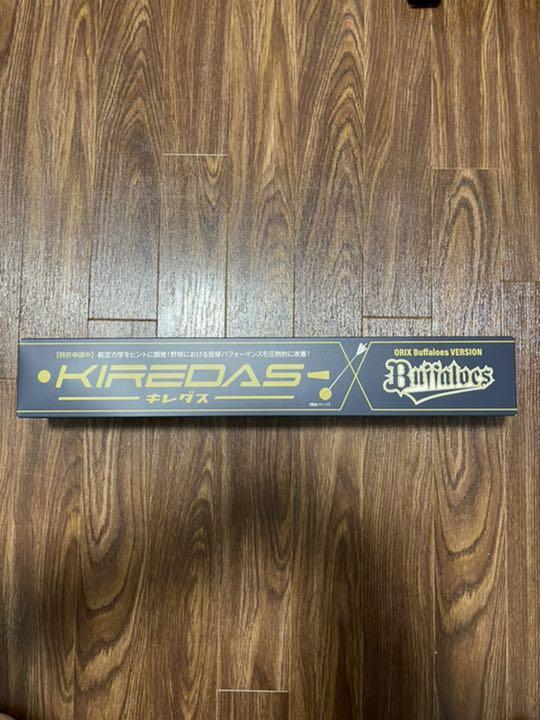 【特許申請中】航空力学をヒントに開発！野球における投球パフォーマンスを圧倒的に改善！
KIREDAS
キレダス
ORIX Buffaloes VERSION
Buffaloes